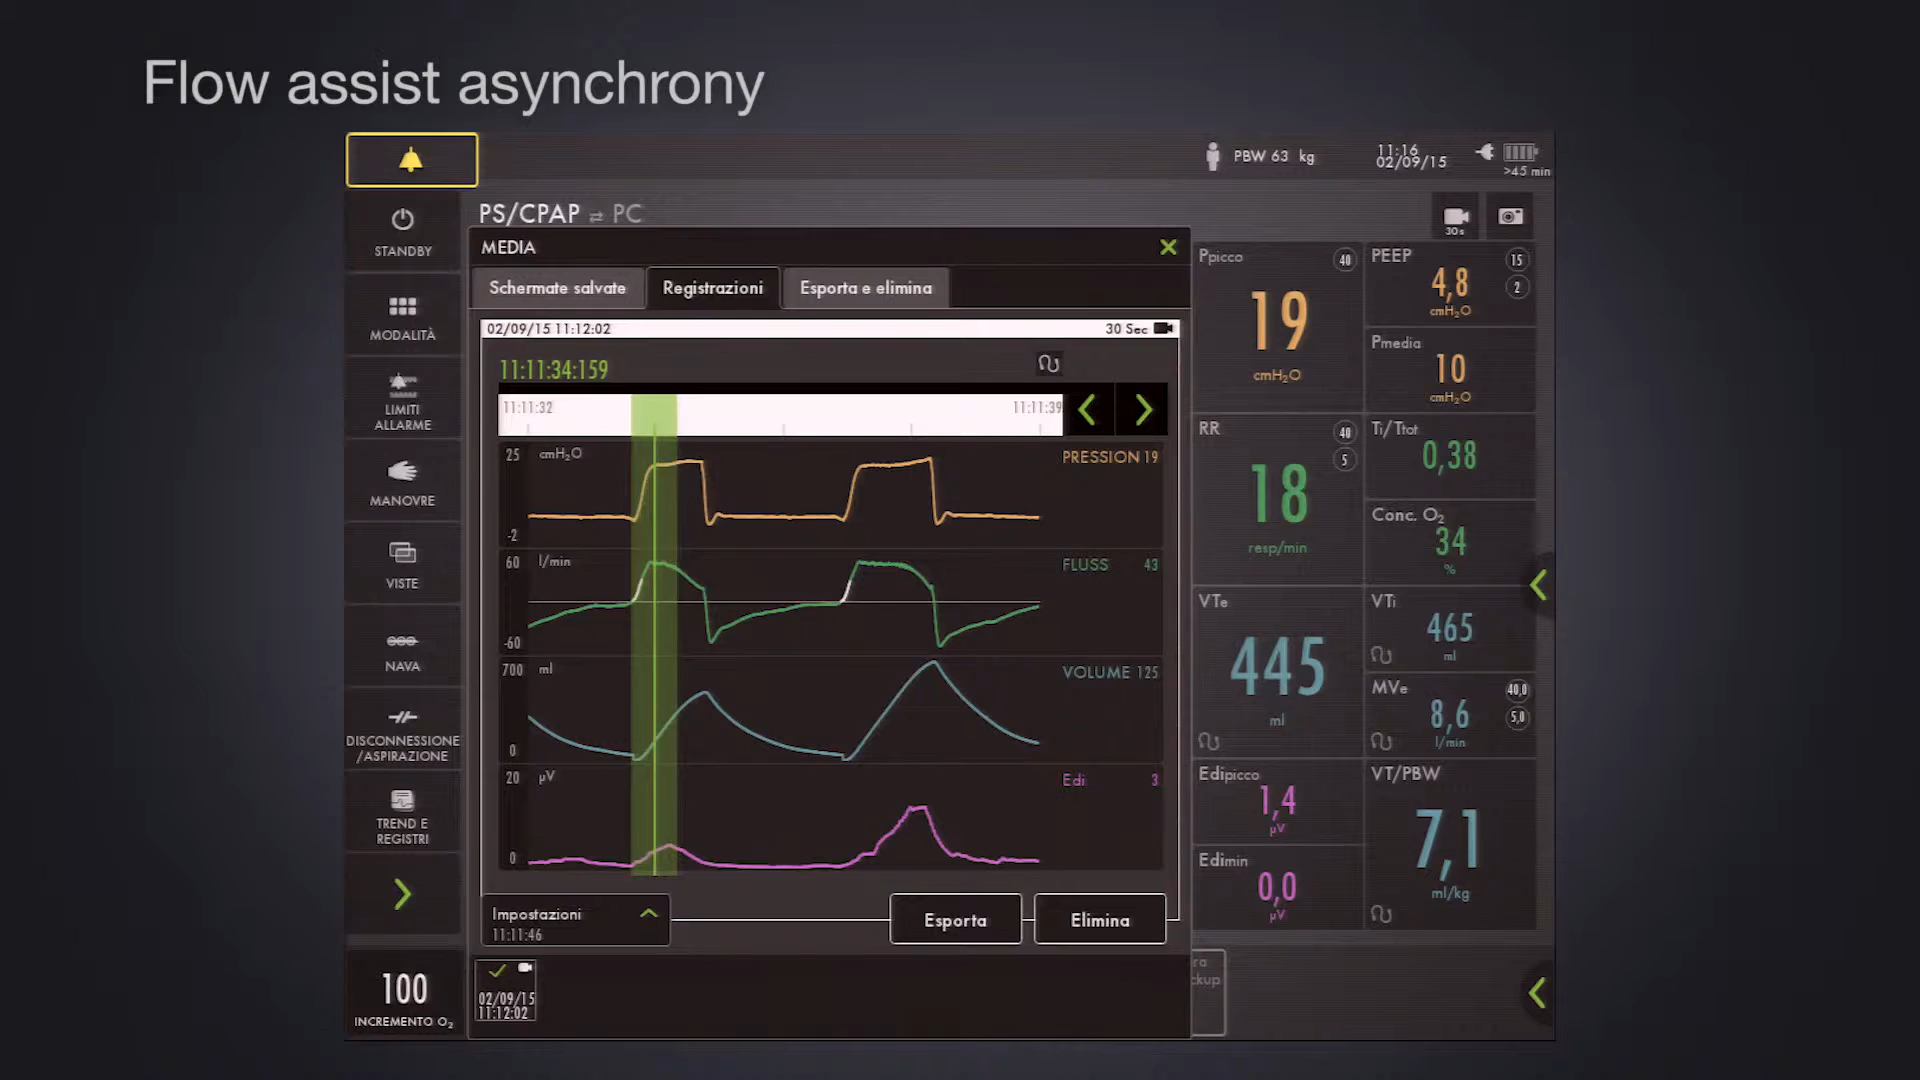 Flow assist asynchrony
PBW 63 kg
11:16
02/09/15
>45 min
STANDBY
MODALITÀ
LIMITI
ALLARME
MANOVRE
VISTE
NAVA
DISCONNESSIONE
/ASPIRAZIONE
TREND E
REGISTRI
100
INCREMENTO O₂
PS/CPAP ⇄ PC
30s
MEDIA
Schermate salvate
Registrazioni
Esporta e elimina
02/09/15 11:12:02
30 Sec
11:11:34:159
11:11:32
11:11:39
25 cmH₂O
PRESSION 19
-2
60 l/min
FLUSS 43
-60
700 ml
VOLUME 125
0
20 µV
Edi 3
0
Impostazioni
11:11:46
Esporta
Elimina
02/09/15
11:12:02
Ppicco
40
19
cmH₂O
PEEP
15
4,8
2
cmH₂O
Pmedia
10
cmH₂O
RR
40
5
18
resp/min
Ti/Ttot
0,38
Conc. O₂
34
%
VTe
445
ml
VTi
465
ml
MVe
40,0
8,6
5,0
l/min
Edipicco
1,4
µV
Edimin
0,0
µV
VT/PBW
7,1
ml/kg
ra
ckup